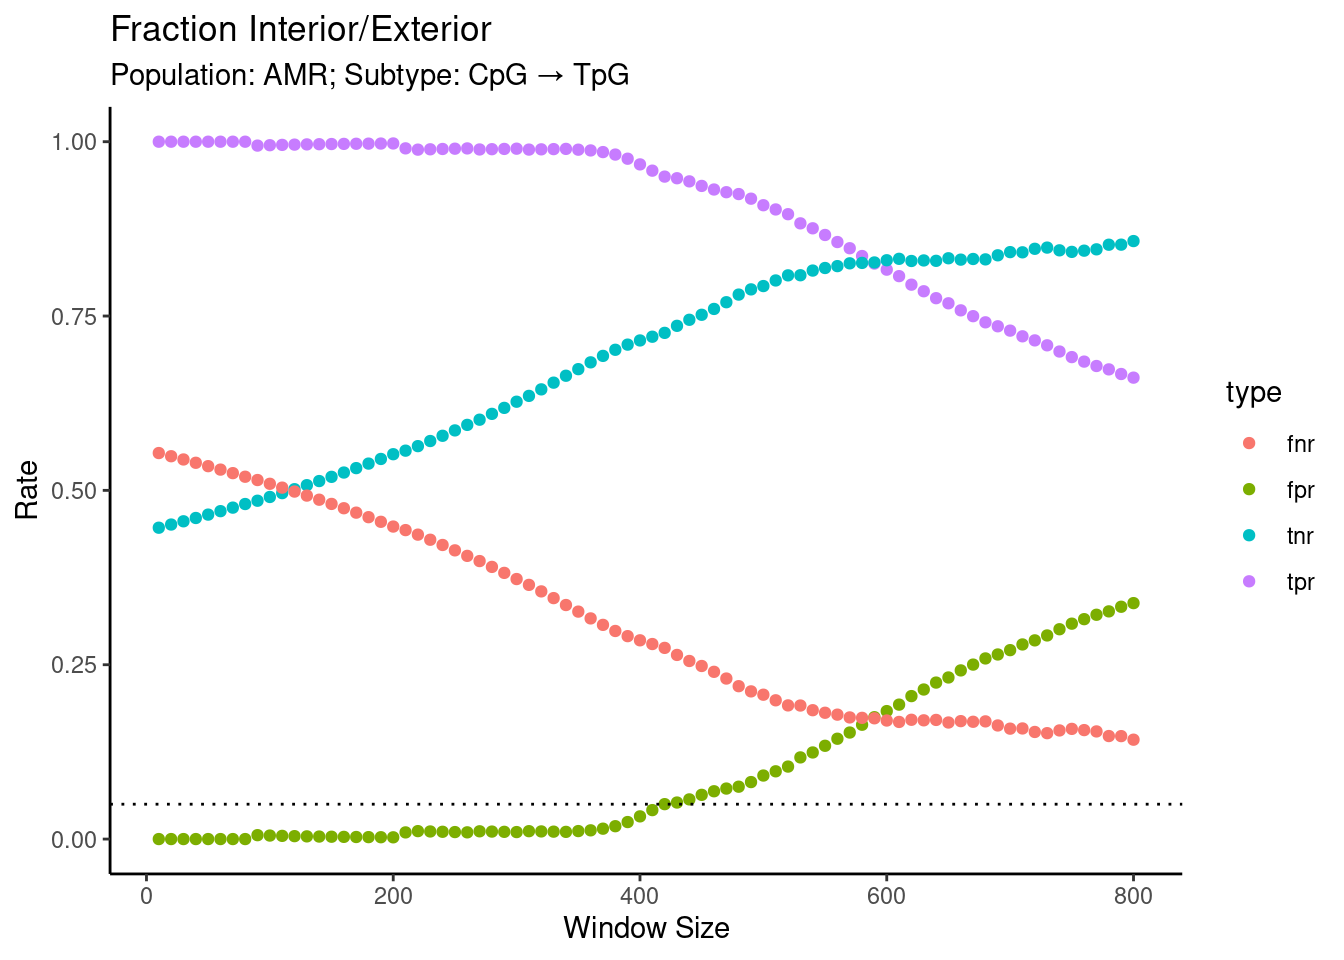 Fraction Interior/Exterior
Population: AMR; Subtype: CpG → TpG
1.00
0.75
0.50
0.25
0.00
Rate
0
200
400
600
800
Window Size
type
fnr
fpr
tnr
tpr